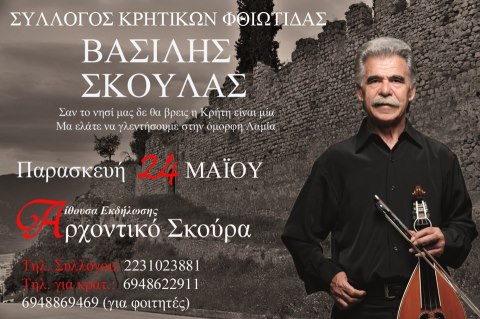 ΣΥΛΛΟΓΟΣ ΚΡΗΤΙΚΩΝ ΦΘΙΩΤΙΔΑΣ
ΒΑΣΙΛΗΣ
ΣΚΟΥΛΑΣ
Σαν το νησί μας δε θα βρεις η Κρήτη είναι μία
Μα ελάτε να γλεντήσουμε στην όμορφη Λαμία
Παρασκευή 24 ΜΑΪΟΥ
Αίθουσα Εκδήλωσης
Αρχοντικό Σκούρα
Τηλ. Συλλόγου: 2231023881
Τηλ. για κρατ. : 6948622911
6948869469 (για φοιτητές)